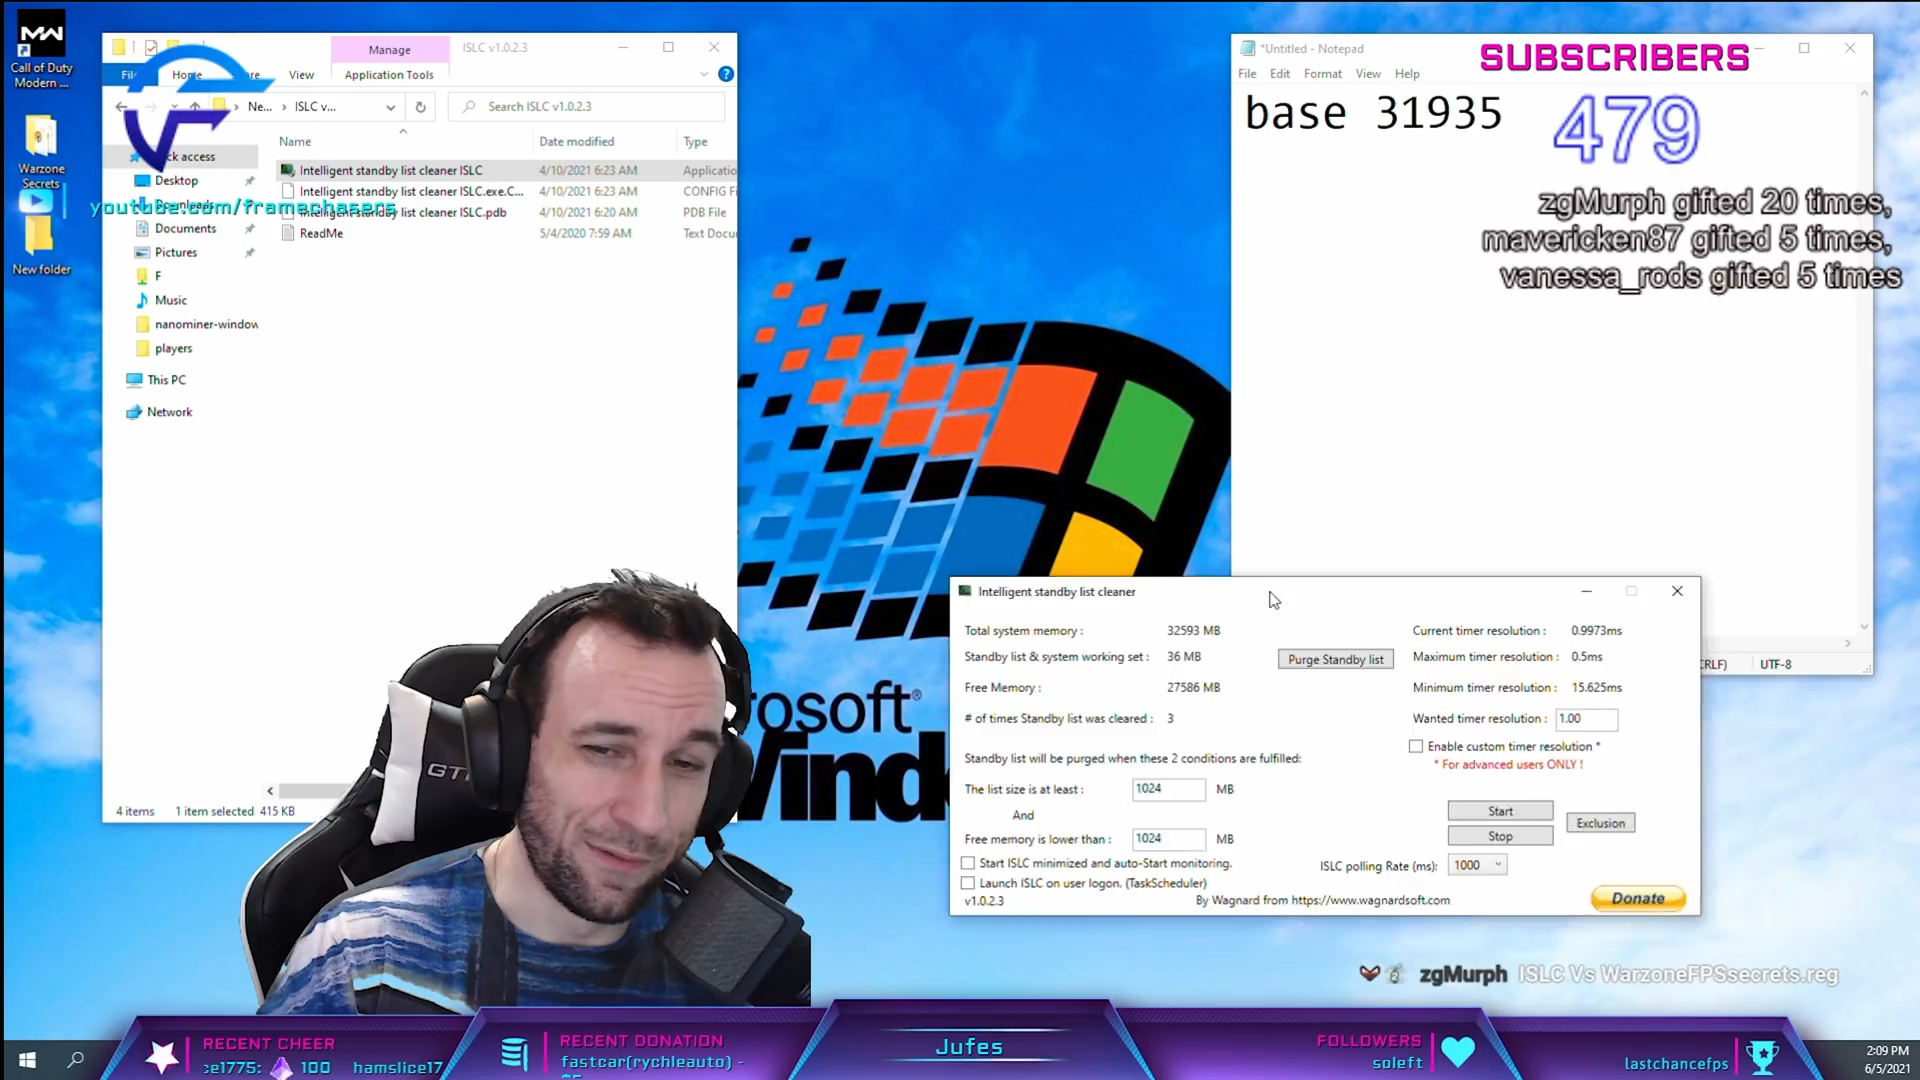 Call of Duty
Modern ...
Warzone
Secrets
New folder
Manage
ISLC v1.0.2.3
Home
View
Application Tools
Ne...
ISLC v...
Search ISLC v1.0.2.3
Name
Date modified
Type
Intelligent standby list cleaner ISLC
4/10/2021 6:23 AM
Intelligent standby list cleaner ISLC.exe.C...
4/10/2021 6:23 AM
CONFIG Fi
standby list cleaner ISLC.pdb
4/10/2021 6:20 AM
PDB File
ReadMe
5/4/2020 7:59 AM
access
Desktop
youtube.com/framechasers
Documents
Pictures
F
Music
nanominer-window
players
This PC
Network
4 items
1 item selected
415 KB
*Untitled - Notepad
File
Edit
Format
View
Help
base 31935
UTF-8
SUBSCRIBERS
479
zgMurph gifted 20 times,
mavericken87 gifted 5 times,
vanessa_rods gifted 5 times
Intelligent standby list cleaner
Total system memory :
32593 MB
Standby list & system working set :
36 MB
Free Memory :
27586 MB
# of times Standby list was cleared :
3
Purge Standby list
Current timer resolution :
0.9973ms
Maximum timer resolution :
0.5ms
Minimum timer resolution :
15.625ms
Wanted timer resolution :
1.00
Enable custom timer resolution *
* For advanced users ONLY !
Standby list will be purged when these 2 conditions are fulfilled:
The list size is at least :
1024
MB
And
Free memory is lower than :
1024
MB
Start ISLC minimized and auto-Start monitoring.
Launch ISLC on user logon. (TaskScheduler)
Start
Stop
Exclusion
ISLC polling Rate (ms):
1000
v1.0.2.3
By Wagnard from https://www.wagnardsoft.com
Donate
zgMurph ISLC Vs WarzoneFPSsecrets.reg
RECENT CHEER
ce1775:
100
hamslice17
RECENT DONATION
fastcar(rychleauto) -
Jufes
FOLLOWERS
soleft
lastchancefps
2:09 PM
6/5/2021